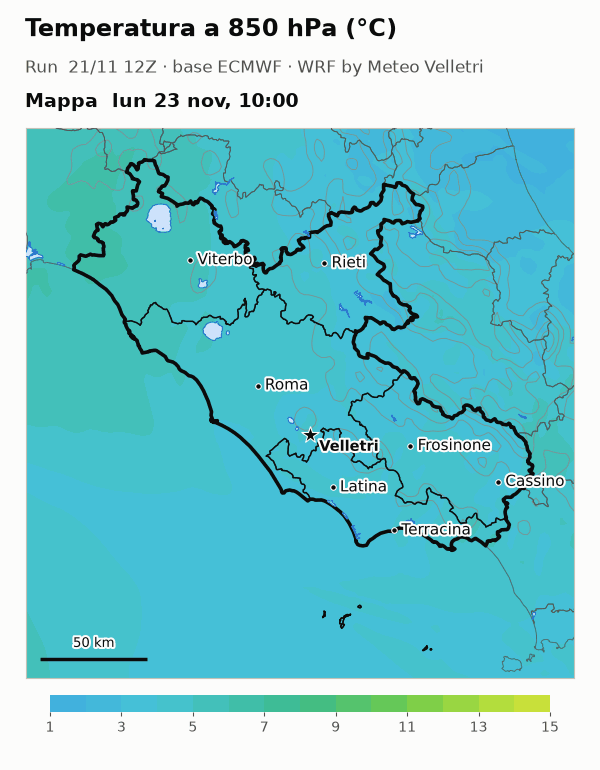 Temperatura a 850 hPa (°C)
Run  21/11 12Z · base ECMWF · WRF by Meteo Velletri
Mappa  lun 23 nov, 10:00
Viterbo
Rieti
Roma
Velletri
Frosinone
Latina
Cassino
Terracina
50 km
1 3 5 7 9 11 13 15